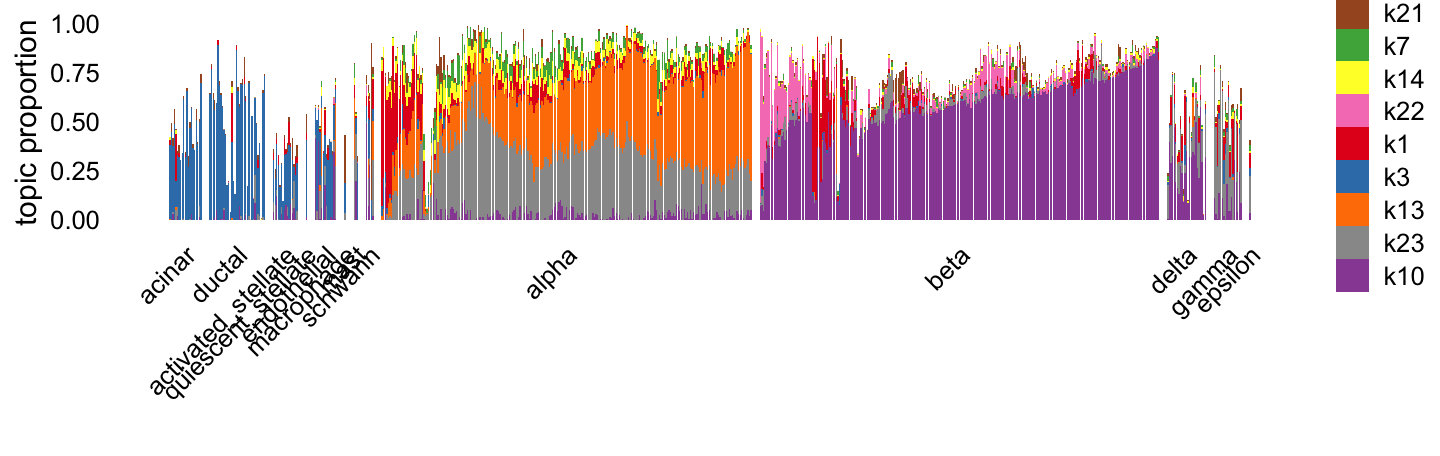 topic proportion
1.00
0.75
0.50
0.25
0.00
acinar
ductal
activated_stellate
quiescent_stellate
endothelial
macrophage
mast
schwann
alpha
beta
delta
gamma
epsilon
k21
k7
k14
k22
k1
k3
k13
k23
k10